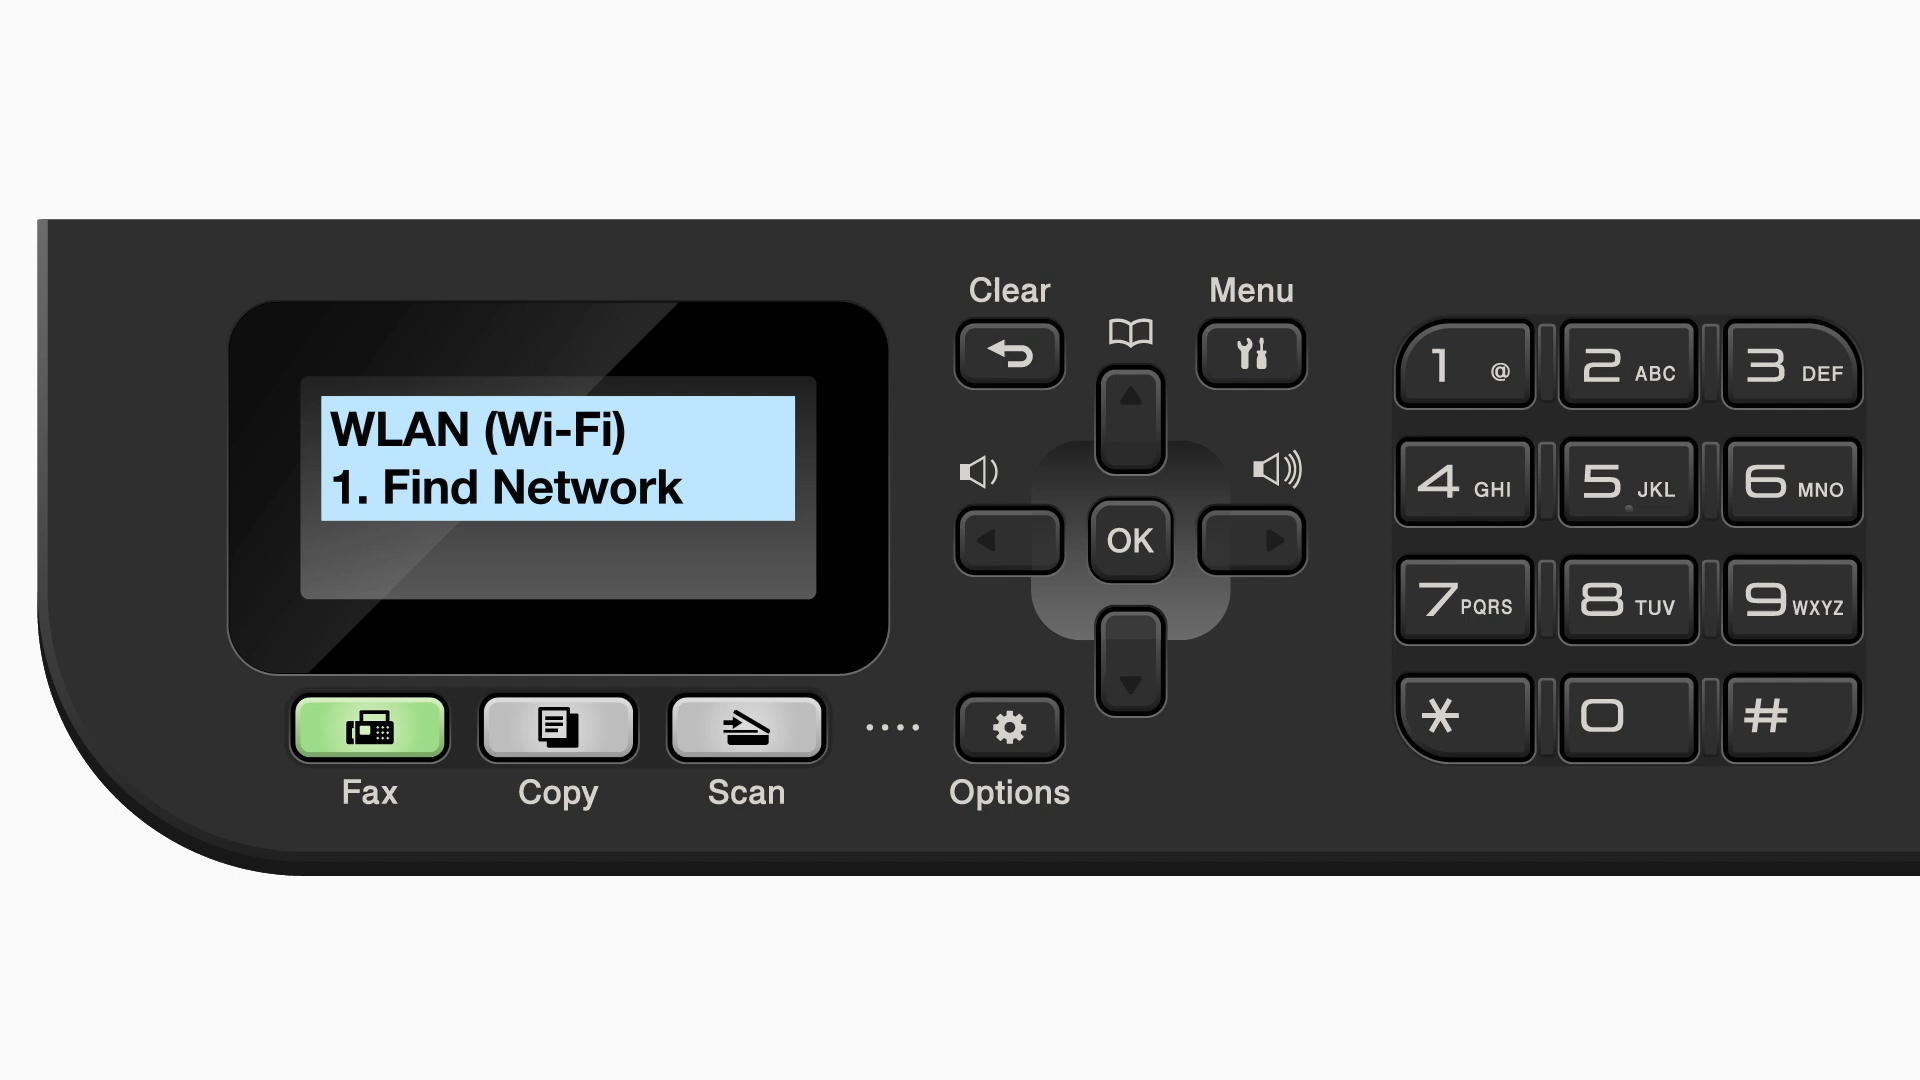 WLAN (Wi-Fi)
1. Find Network
Clear
Menu
OK
Fax
Copy
Scan
Options
1 @
2 ABC
3 DEF
4 GHI
5 JKL
6 MNO
7 PQRS
8 TUV
9 WXYZ
*
0
#